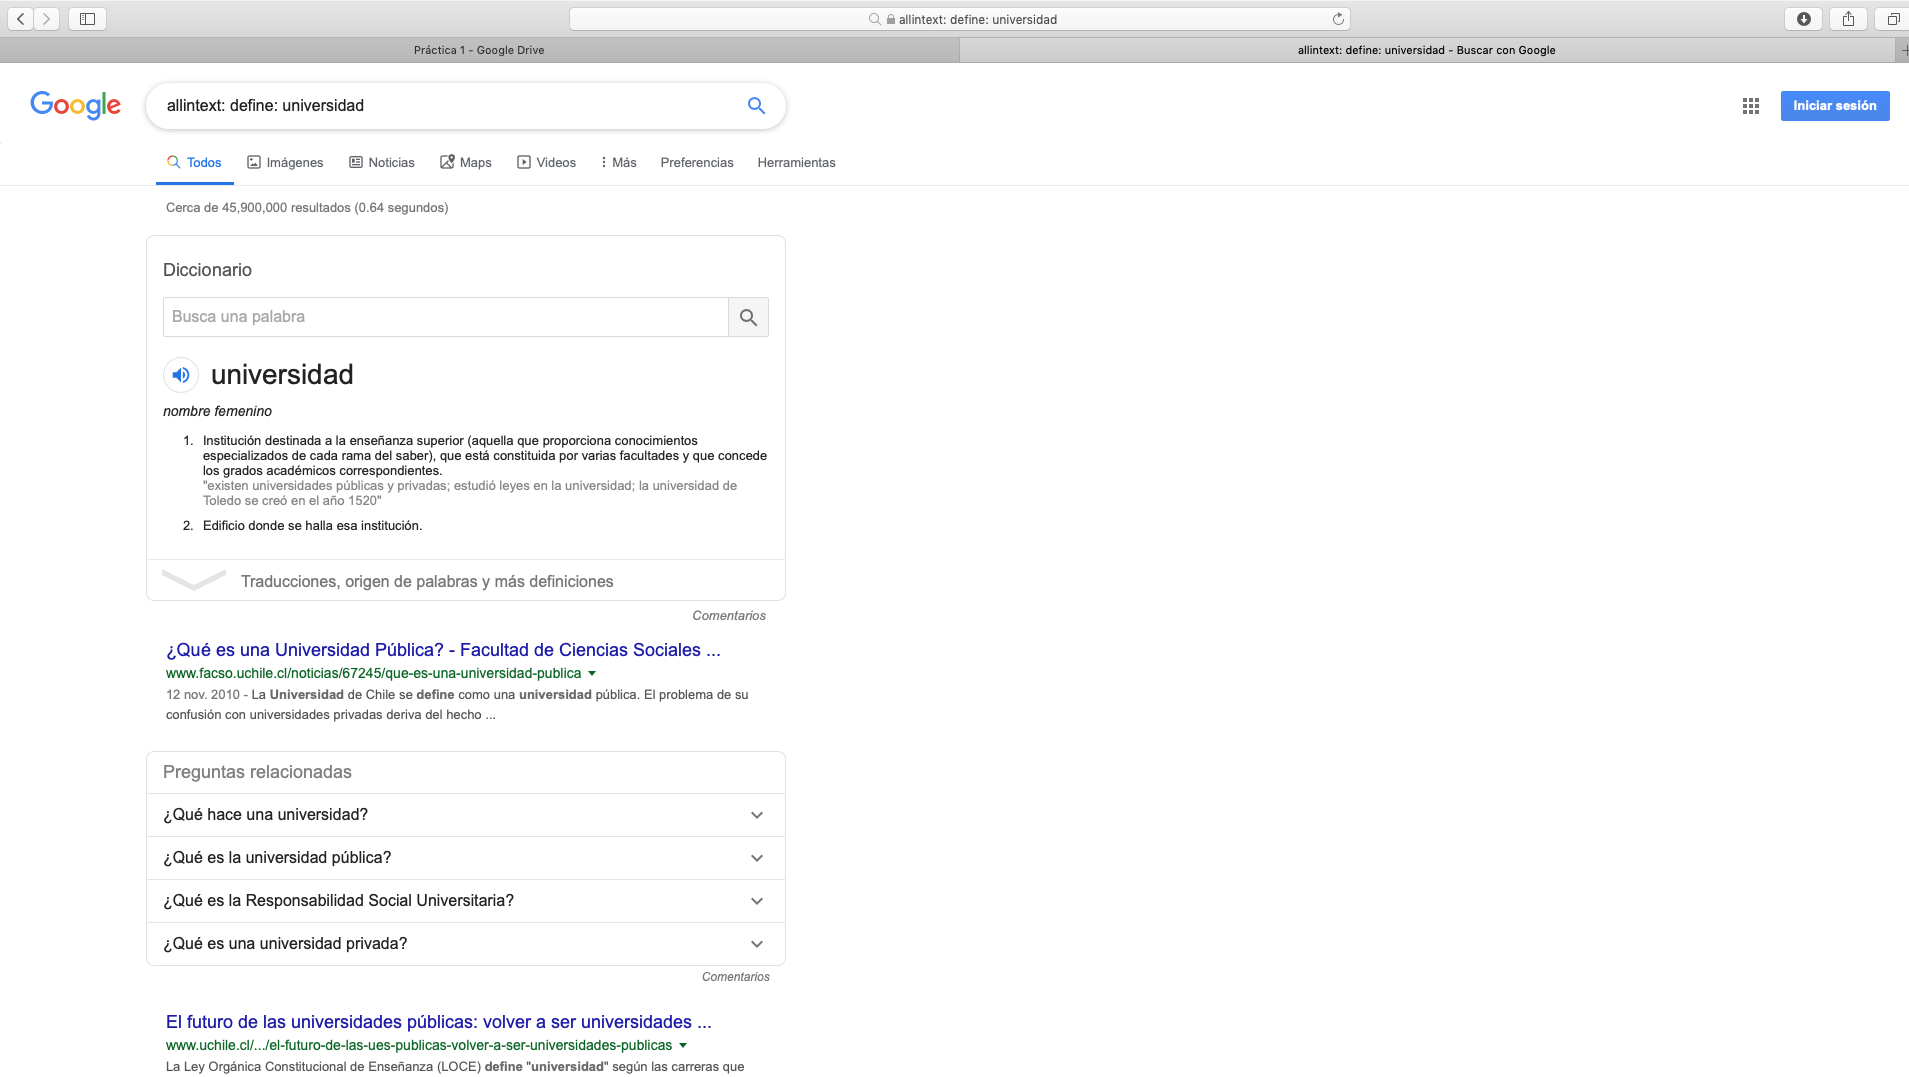 allintext: define: universidad
Práctica 1 - Google Drive
allintext: define: universidad - Buscar con Google
Google
allintext: define: universidad
Iniciar sesión
Todos Imágenes Noticias Maps Videos Más Preferencias Herramientas
Cerca de 45,900,000 resultados (0.64 segundos)
Diccionario
Busca una palabra
universidad
nombre femenino
1. Institución destinada a la enseñanza superior (aquella que proporciona conocimientos
especializados de cada rama del saber), que está constituida por varias facultades y que concede
los grados académicos correspondientes.
"existen universidades públicas y privadas; estudió leyes en la universidad; la universidad de
Toledo se creó en el año 1520"
2. Edificio donde se halla esa institución.
Traducciones, origen de palabras y más definiciones
Comentarios
¿Qué es una Universidad Pública? - Facultad de Ciencias Sociales ...
www.facso.uchile.cl/noticias/67245/que-es-una-universidad-publica
12 nov. 2010 - La Universidad de Chile se define como una universidad pública. El problema de su
confusión con universidades privadas deriva del hecho ...
Preguntas relacionadas
¿Qué hace una universidad?
¿Qué es la universidad pública?
¿Qué es la Responsabilidad Social Universitaria?
¿Qué es una universidad privada?
Comentarios
El futuro de las universidades públicas: volver a ser universidades ...
www.uchile.cl/.../el-futuro-de-las-ues-publicas-volver-a-ser-universidades-publicas
La Ley Orgánica Constitucional de Enseñanza (LOCE) define "universidad" según las carreras que